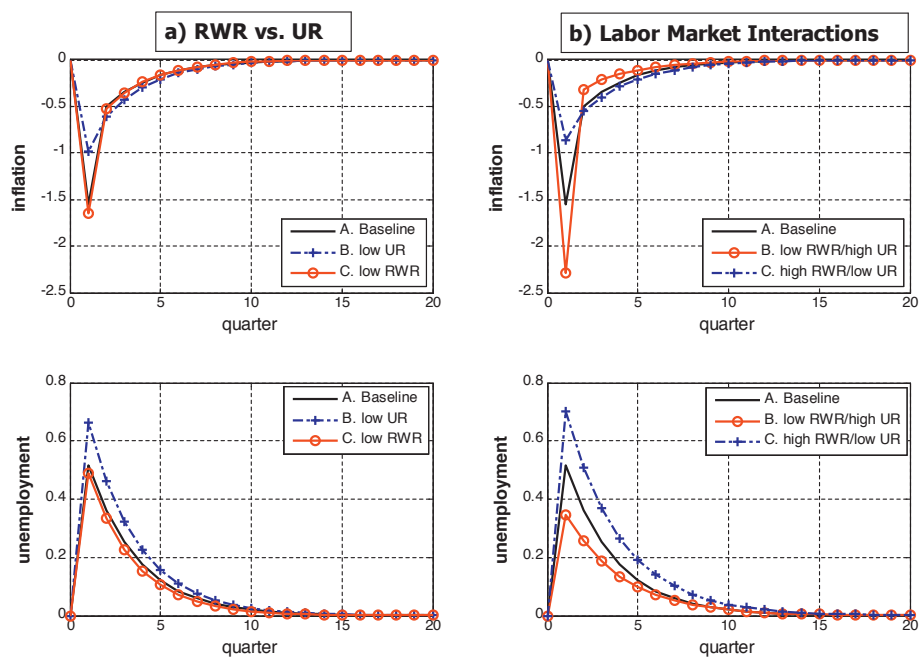 a) RWR vs. UR
b) Labor Market Interactions
0
-0.5
-1
-1.5
-2
-2.5
inflation
A. Baseline
B. low UR
C. low RWR
0 5 10 15 20
quarter
0
-0.5
-1
-1.5
-2
-2.5
inflation
A. Baseline
B. low RWR/high UR
C. high RWR/low UR
0 5 10 15 20
quarter
0.8
0.6
0.4
0.2
0
unemployment
A. Baseline
B. low UR
C. low RWR
0 5 10 15 20
quarter
0.8
0.6
0.4
0.2
0
unemployment
A. Baseline
B. low RWR/high UR
C. high RWR/low UR
0 5 10 15 20
quarter